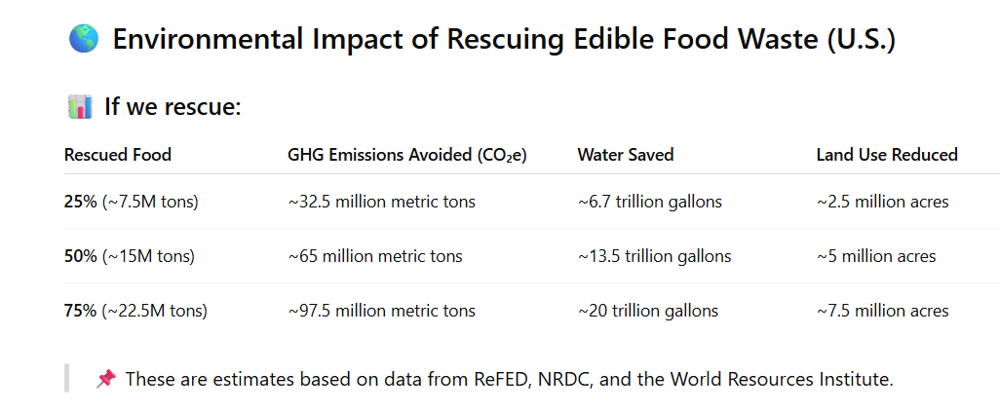 🌎 Environmental Impact of Rescuing Edible Food Waste (U.S.)
📊 If we rescue:
Rescued Food GHG Emissions Avoided (CO₂e) Water Saved Land Use Reduced
25% (~7.5M tons) ~32.5 million metric tons ~6.7 trillion gallons ~2.5 million acres
50% (~15M tons) ~65 million metric tons ~13.5 trillion gallons ~5 million acres
75% (~22.5M tons) ~97.5 million metric tons ~20 trillion gallons ~7.5 million acres
📌 These are estimates based on data from ReFED, NRDC, and the World Resources Institute.